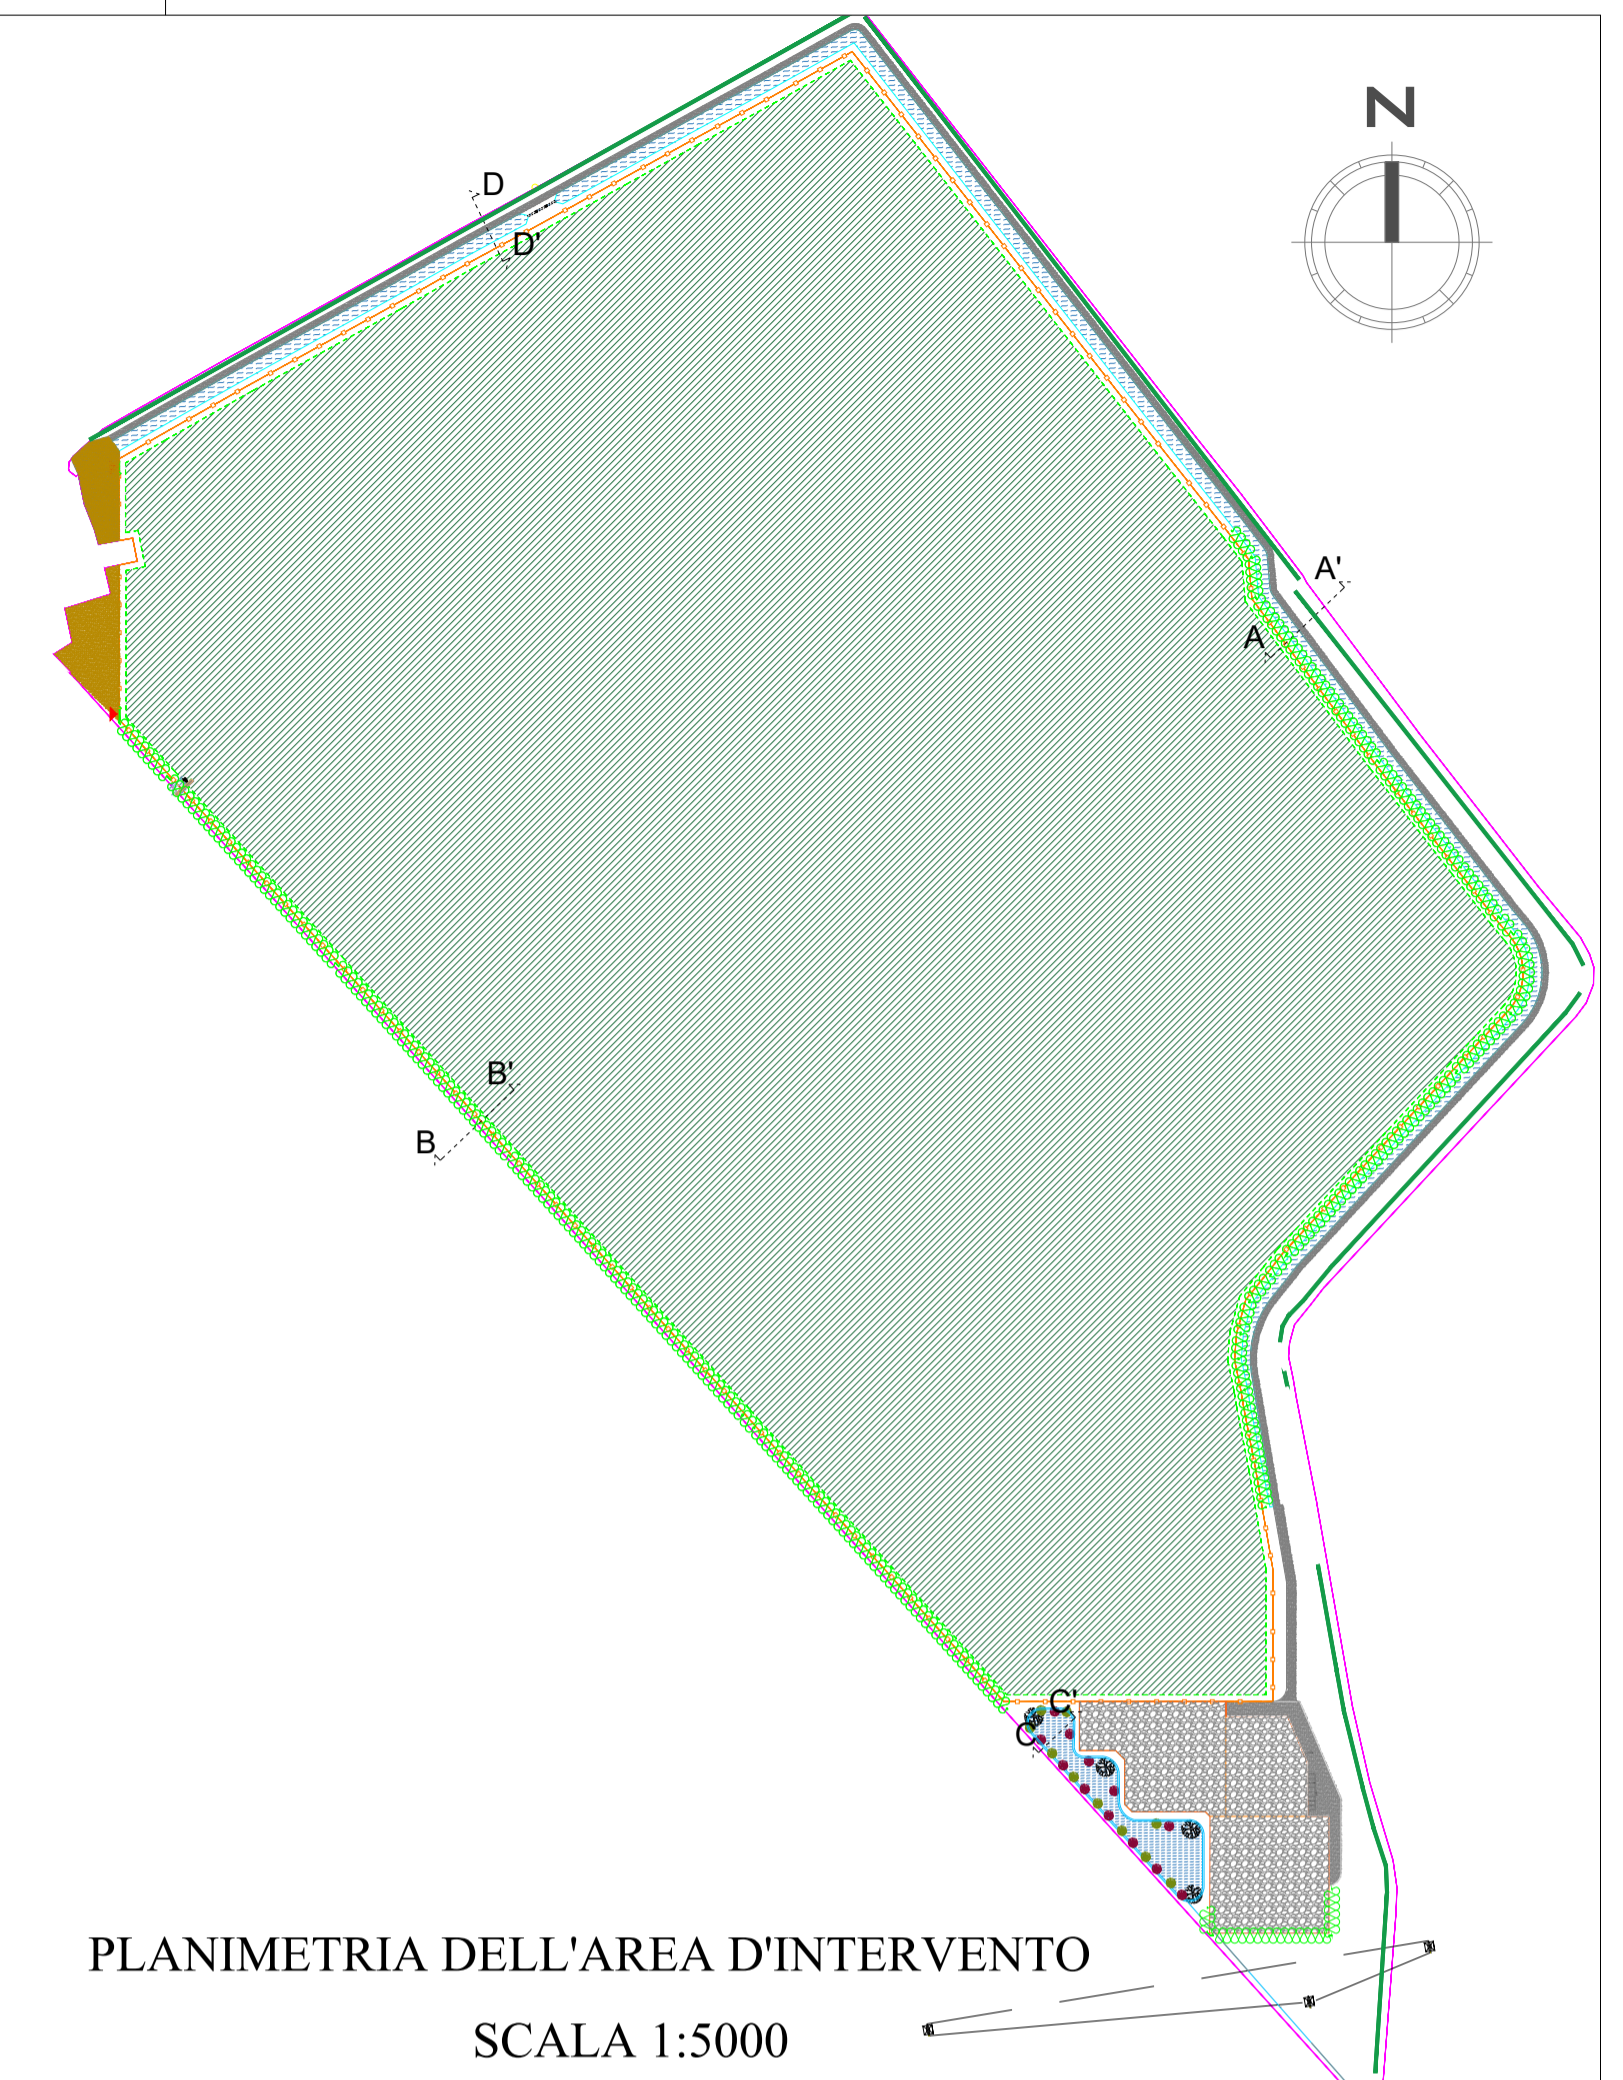 N
D
D'
A'
A
B'
B
C'
C
PLANIMETRIA DELL'AREA D'INTERVENTO
SCALA 1:5000